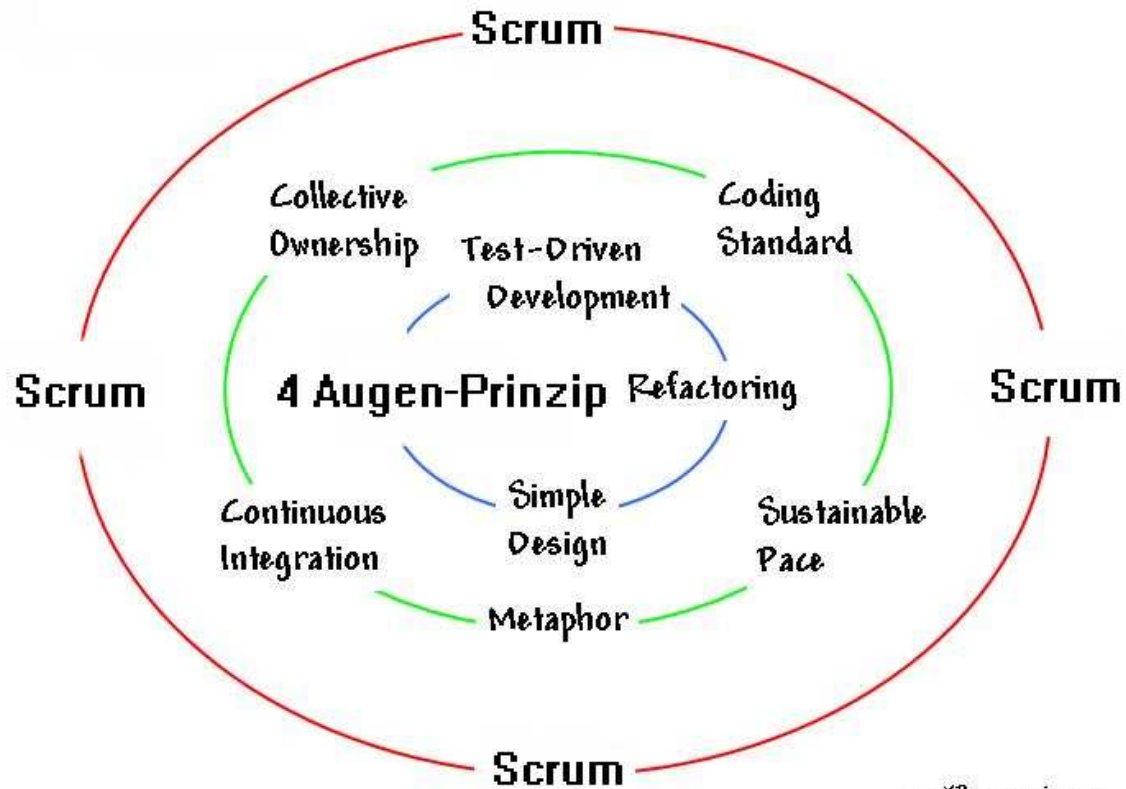 Scrum
Collective
Ownership
Coding
Standard
Test-Driven
Development
Scrum
4 Augen-Prinzip
Refactoring
Scrum
Continuous
Integration
Simple
Design
Sustainable
Pace
Metaphor
Scrum